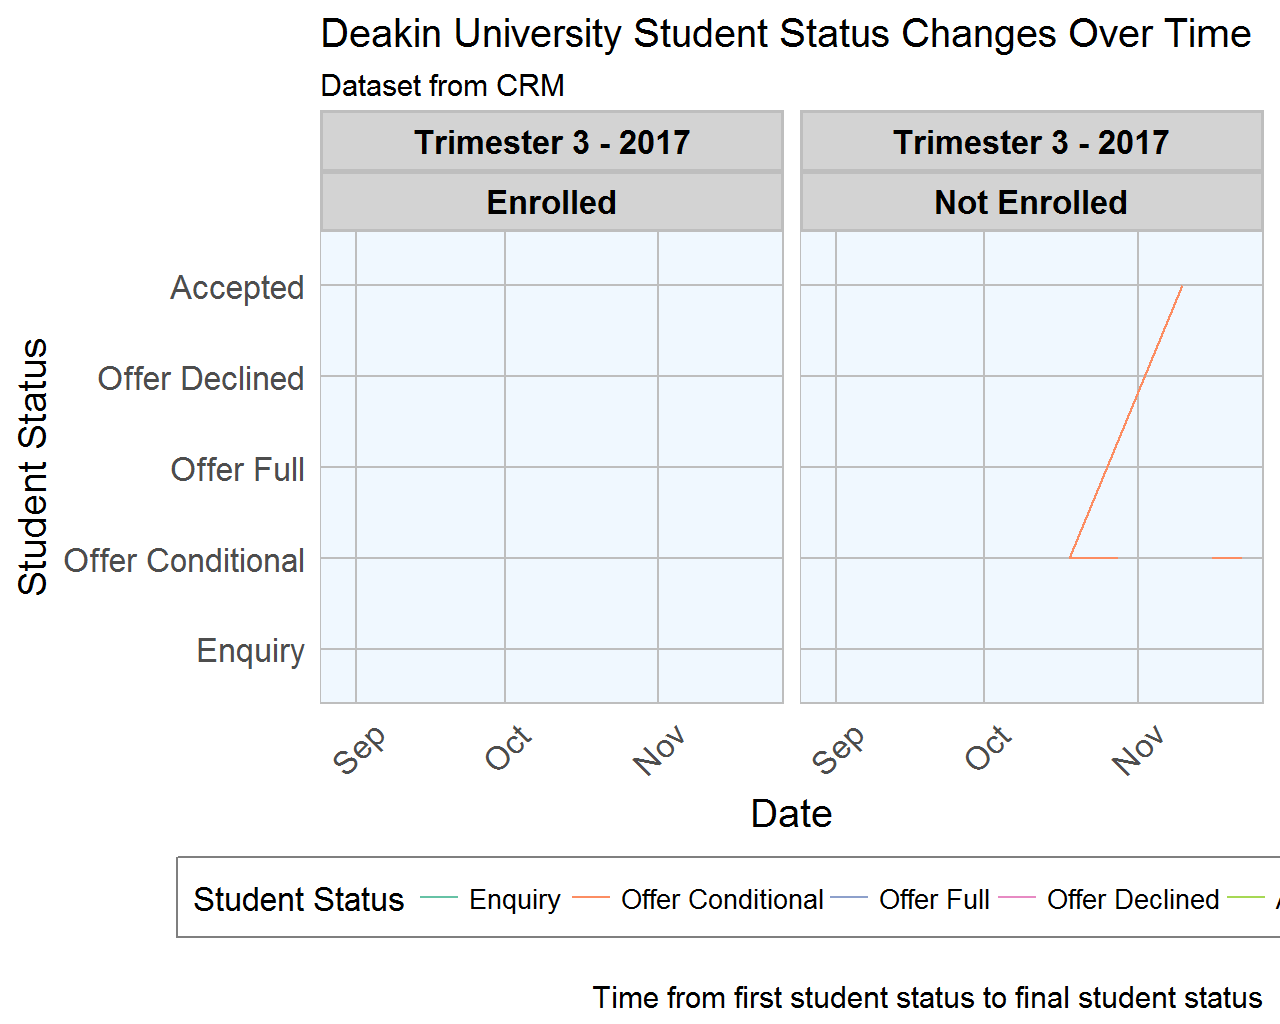 Deakin University Student Status Changes Over Time
Dataset from CRM
Trimester 3 - 2017
Trimester 3 - 2017
Enrolled
Not Enrolled
Student Status
Accepted
Offer Declined
Offer Full
Offer Conditional
Enquiry
Sep
Oct
Nov
Sep
Oct
Nov
Date
Student Status Enquiry Offer Conditional Offer Full Offer Declined
Time from first student status to final student status